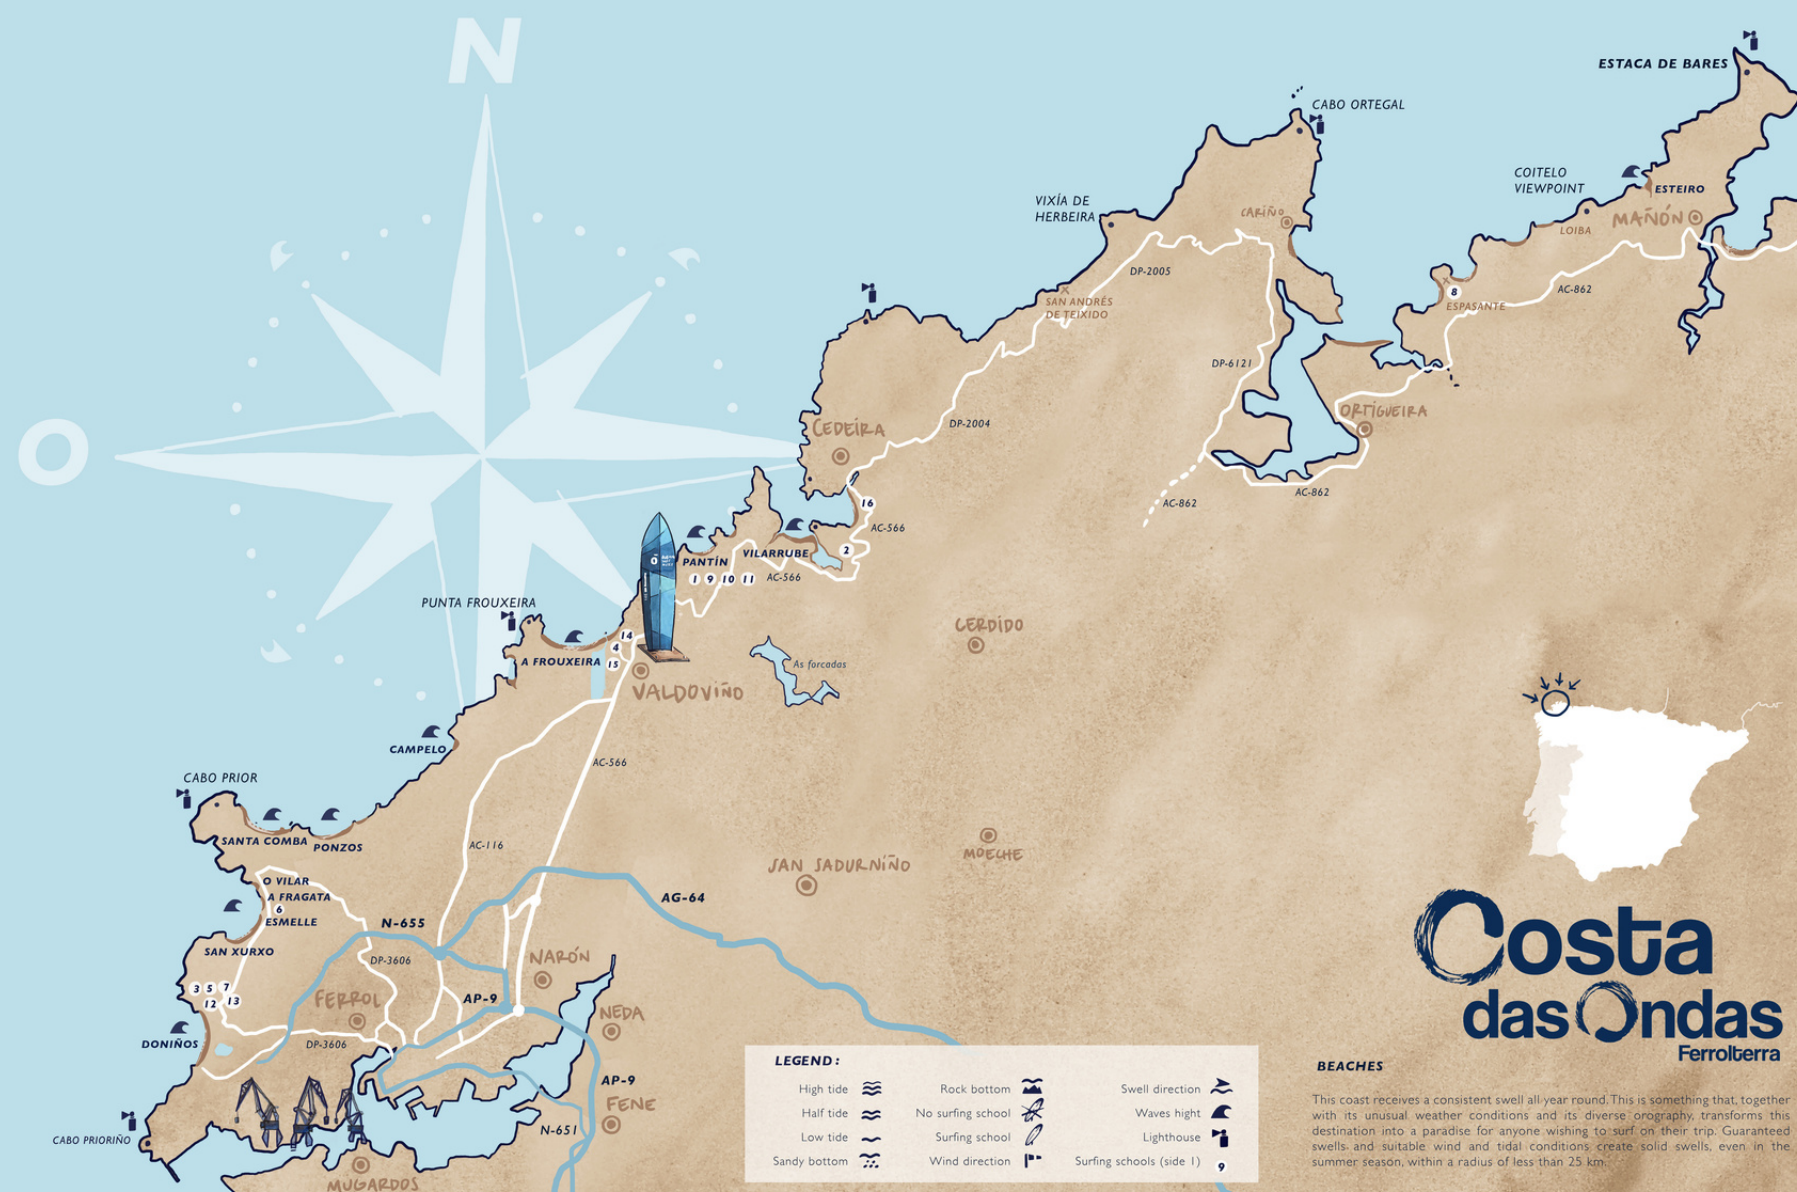 N
ESTACA DE BARES
CABO ORTEGAL
COITELO
VIEWPOINT
ESTEIRO
VIXÍA DE
HERBEIRA
CARIÑO
MAÑÓN
LOIBA
DP-2005
AC-862
8
ESPASANTE
SAN ANDRÉS
DE TEIXIDO
DP-6121
ORTIGUEIRA
CEDEIRA
DP-2004
O
AC-862
AC-862
16
AC-566
VILARRUBE
2
PANTÍN
1 9 10 11
AC-566
PUNTA FROUXEIRA
14
4
15
A FROUXEIRA
CERDIDO
As forcadas
VALDOVIÑO
CAMPELO
AC-566
CABO PRIOR
SANTA COMBA
PONZOS
AC-116
MOECHE
SAN SADURNIÑO
O VILAR
A FRAGATA
6
ESMELLE
AG-64
N-655
SAN XURXO
DP-3606
NARÓN
3 5 7
12 13
FERROL
AP-9
NEDA
DONIÑOS
DP-3606
AP-9
FENE
N-651
CABO PRIORIÑO
MUGARDOS
LEGEND:
High tide
Half tide
Low tide
Sandy bottom
Rock bottom
No surfing school
Surfing school
Wind direction
Swell direction
Waves hight
Lighthouse
Surfing schools (side 1) 9
Costa
das Ondas
Ferrolterra
BEACHES
This coast receives a consistent swell all year round. This is something that, together
with its unusual weather conditions and its diverse orography, transforms this
destination into a paradise for anyone wishing to surf on their trip. Guaranteed
swells and suitable wind and tidal conditions create solid swells, even in the
summer season, within a radius of less than 25 km.